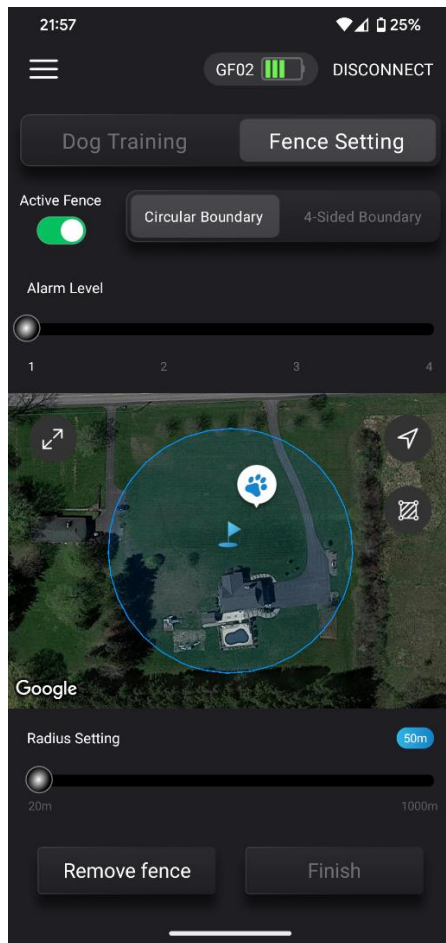 21:57 25%
GF02 DISCONNECT
Dog Training Fence Setting
Active Fence
Circular Boundary 4-Sided Boundary
Alarm Level
1 2 3 4
Google
Radius Setting 50m
20m 1000m
Remove fence Finish